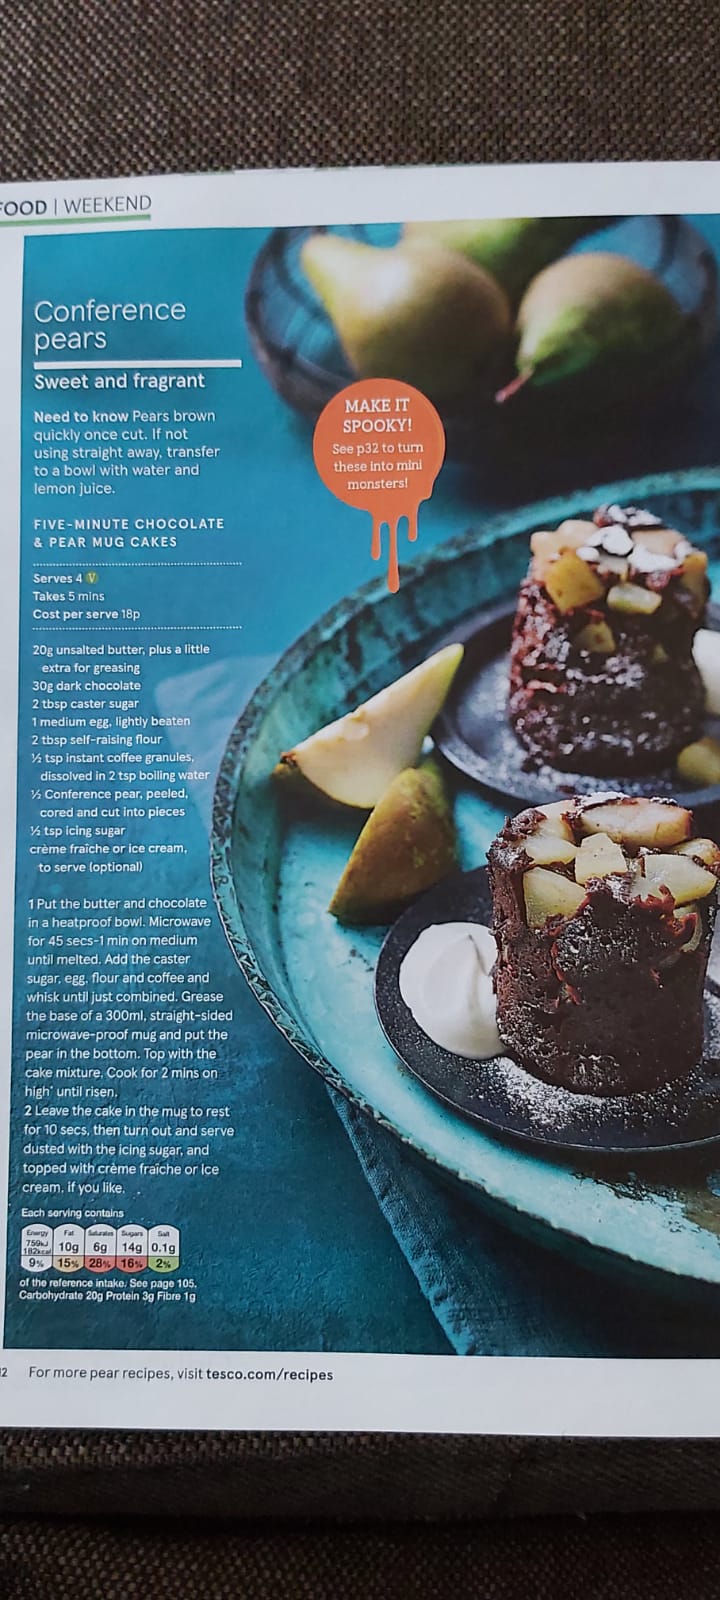 FOOD | WEEKEND
Conference
pears
Sweet and fragrant
Need to know Pears brown
quickly once cut. If not
using straight away, transfer
to a bowl with water and
lemon juice.
MAKE IT
SPOOKY!
See p32 to turn
these into mini
monsters!
FIVE-MINUTE CHOCOLATE
& PEAR MUG CAKES
Serves 4 V
Takes 5 mins
Cost per serve 18p
20g unsalted butter, plus a little
extra for greasing
30g dark chocolate
2 tbsp caster sugar
1 medium egg, lightly beaten
2 tbsp self-raising flour
½ tsp instant coffee granules,
dissolved in 2 tsp boiling water
½ Conference pear, peeled,
cored and cut into pieces
½ tsp icing sugar
crème fraîche or ice cream,
to serve (optional)
1 Put the butter and chocolate
in a heatproof bowl. Microwave
for 45 secs-1 min on medium
until melted. Add the caster
sugar, egg, flour and coffee and
whisk until just combined. Grease
the base of a 300ml, straight-sided
microwave-proof mug and put the
pear in the bottom. Top with the
cake mixture. Cook for 2 mins on
high* until risen.
2 Leave the cake in the mug to rest
for 10 secs, then turn out and serve
dusted with the icing sugar, and
topped with crème fraîche or ice
cream, if you like.
Each serving contains
Energy Fat Saturates Sugars Salt
759kJ 182kcal 10g 6g 14g 0.1g
9% 15% 28% 16% 2%
of the reference intake. See page 105.
Carbohydrate 20g Protein 3g Fibre 1g
12 For more pear recipes, visit tesco.com/recipes